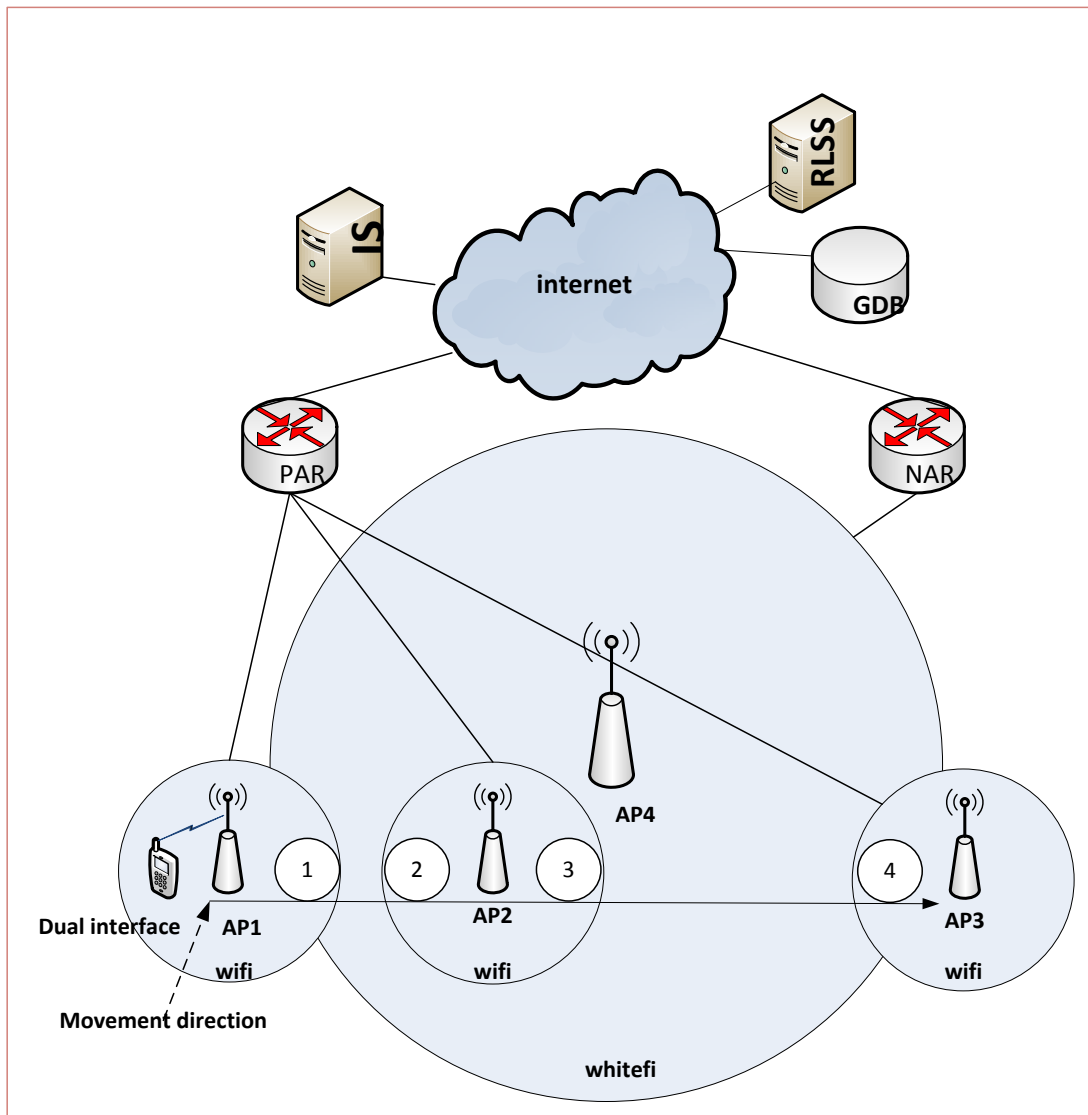 RLSS
IS
internet
GDB
PAR
NAR
AP4
1
2
3
4
AP1
AP2
AP3
Dual interface
wifi
wifi
wifi
Movement direction
whitefi